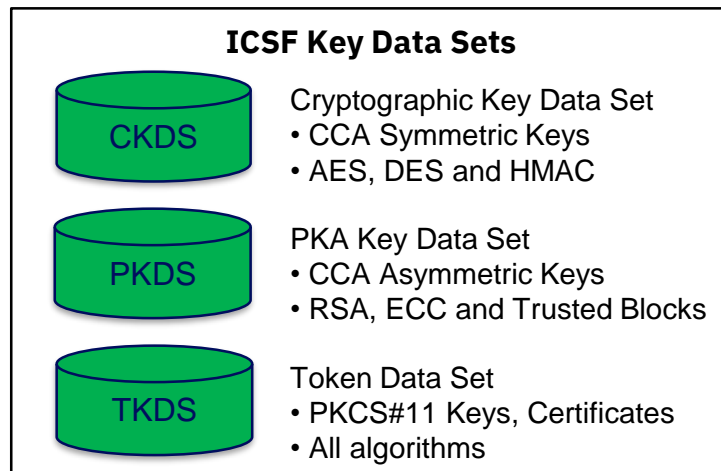 ICSF Key Data Sets
CKDS
Cryptographic Key Data Set
• CCA Symmetric Keys
• AES, DES and HMAC
PKDS
PKA Key Data Set
• CCA Asymmetric Keys
• RSA, ECC and Trusted Blocks
TKDS
Token Data Set
• PKCS#11 Keys, Certificates
• All algorithms